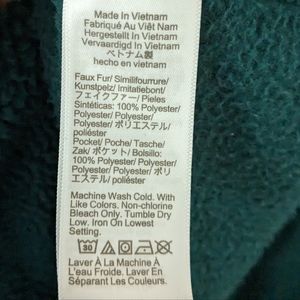 Made In Vietnam
Fabriqué Au Viêt Nam
Hergestellt In Vietnam
Vervaardigd In Vietnam
ベトナム製
hecho en vietnam
Faux Fur/ Similifourrure/
Kunstpelz/ Imitatiebont/
フェイクファー/ Pieles
Sintéticas: 100% Polyester/
Polyester/ Polyester/
Polyester/ ポリエステル/
poliéster
Pocket/ Poche/ Tasche/
Zak/ ポケット/ Bolsillo:
100% Polyester/ Polyester/
Polyester/ Polyester/ ポリ
エステル/ poliéster
Machine Wash Cold. With
Like Colors. Non-chlorine
Bleach Only. Tumble Dry
Low. Iron On Lowest
Setting.
30
Laver À La Machine À
L'eau Froide. Laver En
Séparant Les Couleurs.